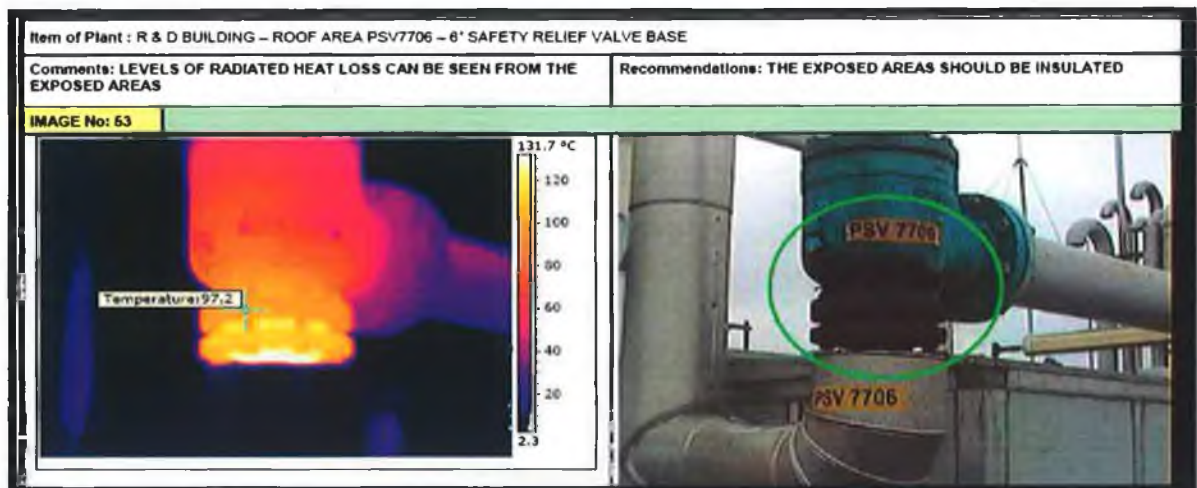 Item of Plant : R & D BUILDING – ROOF AREA PSV7706 – 6' SAFETY RELIEF VALVE BASE
Comments: LEVELS OF RADIATED HEAT LOSS CAN BE SEEN FROM THE
EXPOSED AREAS
Recommendations: THE EXPOSED AREAS SHOULD BE INSULATED
IMAGE No: 53
131.7 °C
120
100
80
60
40
20
2.3
Temperature:97.2
PSV 7706
PSV 7706